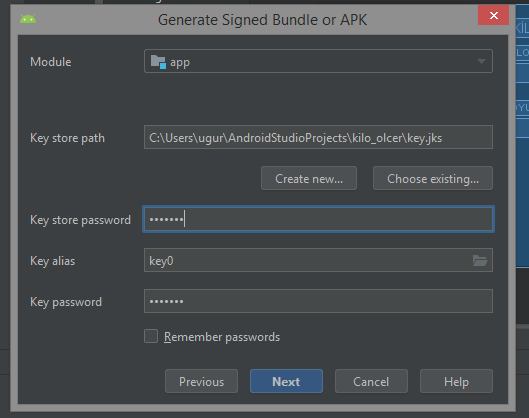 Generate Signed Bundle or APK
Module
app
Key store path
C:\Users\ugur\AndroidStudioProjects\kilo_olcer\key.jks
Create new...
Choose existing...
Key store password
•••••••
Key alias
key0
Key password
•••••••
Remember passwords
Previous
Next
Cancel
Help